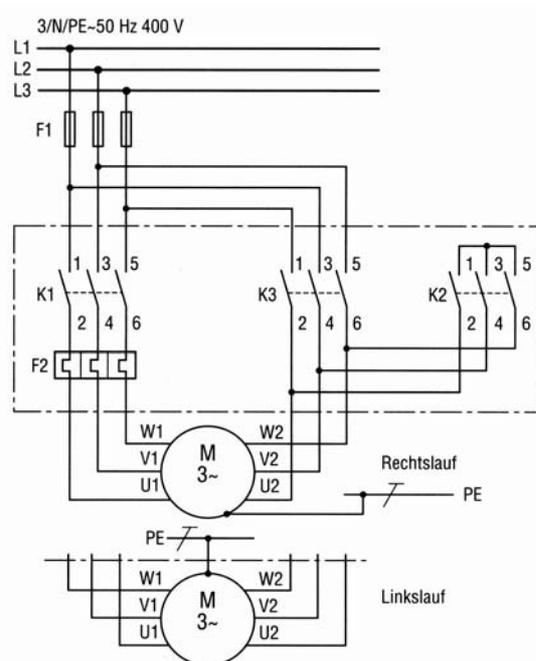 3/N/PE~50 Hz 400 V
L1
L2
L3
F1
1 3 5 1 3 5 1 3 5
K1 K3 K2
2 4 6 2 4 6 2 4 6
F2
W1 M W2
V1 3~ V2
U1 U2
Rechtslauf
PE
PE
W1 M W2
V1 3~ V2
U1 U2
Linkslauf